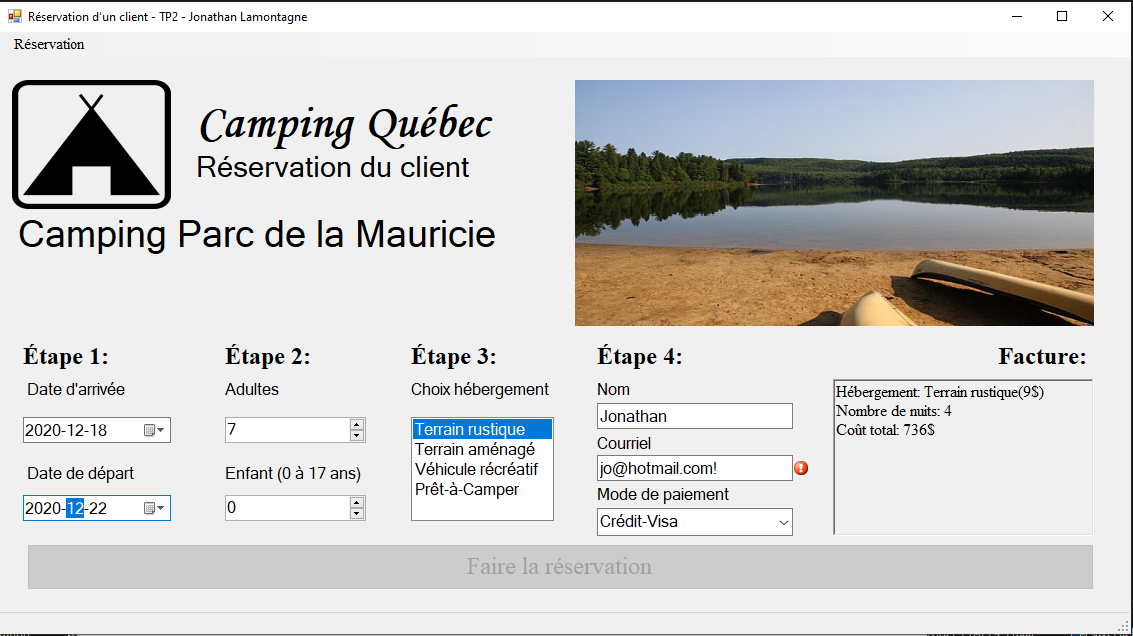 Réservation d'un client - TP2 - Jonathan Lamontagne
Réservation
Camping Québec
Réservation du client
Camping Parc de la Mauricie
Étape 1:
Date d'arrivée
2020-12-18
Date de départ
2020-12-22
Étape 2:
Adultes
7
Enfant (0 à 17 ans)
0
Étape 3:
Choix hébergement
Terrain rustique
Terrain aménagé
Véhicule récréatif
Prêt-à-Camper
Étape 4:
Nom
Jonathan
Courriel
jo@hotmail.com!
Mode de paiement
Crédit-Visa
Facture:
Hébergement: Terrain rustique(9$)
Nombre de nuits: 4
Coût total: 736$
Faire la réservation